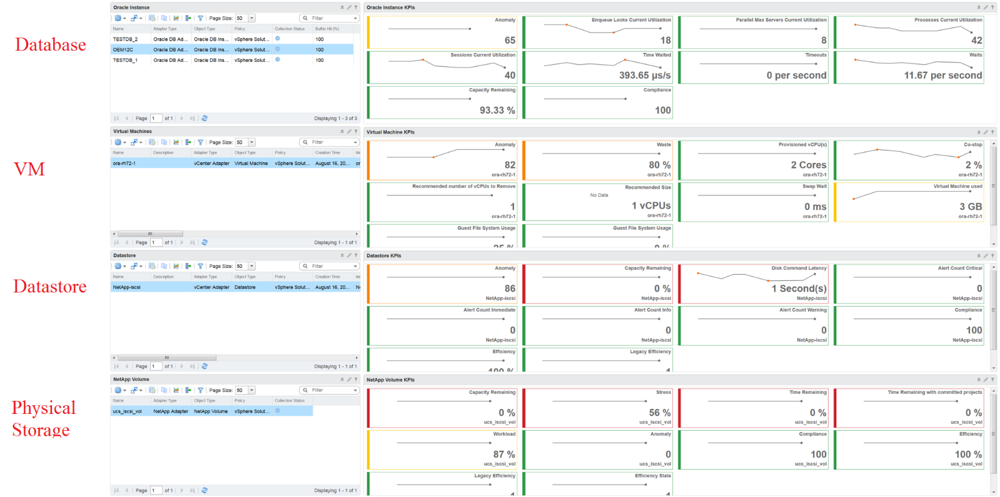 Database
Oracle Instance
Page Size: 50
Filter
Name Adapter Type Object Type Policy Collection Status Buffer Hit (%)
TESTDB_2 Oracle DB Ad... Oracle DB Ins... vSphere Solut... 100
OEM12C Oracle DB Ad... Oracle DB Ins... vSphere Solut... 100
TESTDB_1 Oracle DB Ad... Oracle DB Ins... vSphere Solut... 100
Page 1 of 1 Displaying 1 - 3 of 3
Oracle Instance KPIs
Anomaly
65
Enqueue Locks Current Utilization
18
Parallel Max Servers Current Utilization
8
Processes Current Utilization
42
Sessions Current Utilization
40
Time Waited
393.65 µs/s
Timeouts
0 per second
Waits
11.67 per second
Capacity Remaining
93.33 %
Compliance
100
VM
Virtual Machines
Page Size: 50
Filter
Name Description Adapter Type Object Type Policy Creation Time Ide
ora-rh72-1 vCenter Adapter Virtual Machine vSphere Solut... August 16, 20... or
Page 1 of 1 Displaying 1 - 1 of 1
Virtual Machine KPIs
Anomaly
82
ora-rh72-1
Waste
80 %
ora-rh72-1
Provisioned vCPU(s)
2 Cores
ora-rh72-1
Co-stop
2 %
ora-rh72-1
Recommended number of vCPUs to Remove
1
ora-rh72-1
Recommended Size
No Data
1 vCPUs
ora-rh72-1
Swap Wait
0 ms
ora-rh72-1
Virtual Machine used
3 GB
ora-rh72-1
Guest File System Usage
Guest File System Usage
Datastore
Datastore
Page Size: 50
Filter
Name Description Adapter Type Object Type Policy Creation Time Ide
NetApp-iscsi vCenter Adapter Datastore vSphere Solut... August 16, 20... Ne
Page 1 of 1 Displaying 1 - 1 of 1
Datastore KPIs
Anomaly
86
NetApp-iscsi
Capacity Remaining
0 %
NetApp-iscsi
Disk Command Latency
1 Second(s)
NetApp-iscsi
Alert Count Critical
0
NetApp-iscsi
Alert Count Immediate
0
NetApp-iscsi
Alert Count Info
0
NetApp-iscsi
Alert Count Warning
0
NetApp-iscsi
Compliance
100
NetApp-iscsi
Efficiency
100 %
Legacy Efficiency
1
Physical
Storage
NetApp Volume
Page Size: 50
Filter
Name Adapter Type Object Type Policy Collection Status
ucs_iscsi_vol NetApp Adapter NetApp Volume vSphere Solut...
Page 1 of 1 Displaying 1 - 1 of 1
NetApp Volume KPIs
Capacity Remaining
0 %
ucs_iscsi_vol
Stress
56 %
ucs_iscsi_vol
Time Remaining
0 %
ucs_iscsi_vol
Time Remaining with committed projects
0 %
ucs_iscsi_vol
Workload
87 %
ucs_iscsi_vol
Anomaly
0
ucs_iscsi_vol
Compliance
100
ucs_iscsi_vol
Efficiency
100 %
ucs_iscsi_vol
Legacy Efficiency
1
Efficiency State
1